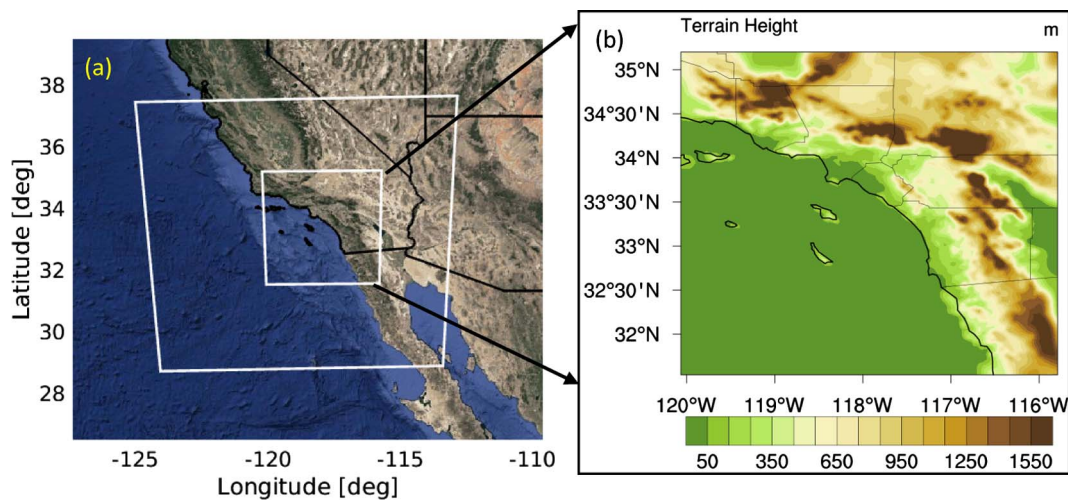 (a)
38
36
34
32
30
28
Latitude [deg]
-125 -120 -115 -110
Longitude [deg]
(b)
Terrain Height m
35°N
34°30'N
34°N
33°30'N
33°N
32°30'N
32°N
120°W 119°W 118°W 117°W 116°W
50 350 650 950 1250 1550